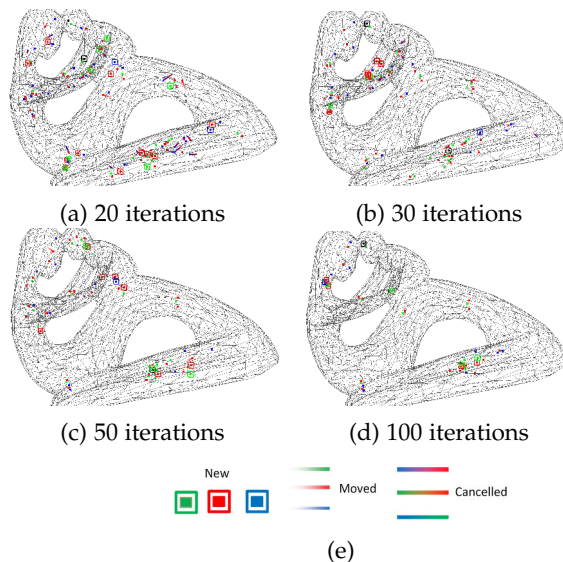 (a) 20 iterations
(b) 30 iterations
(c) 50 iterations
(d) 100 iterations
New
Moved
Cancelled
(e)